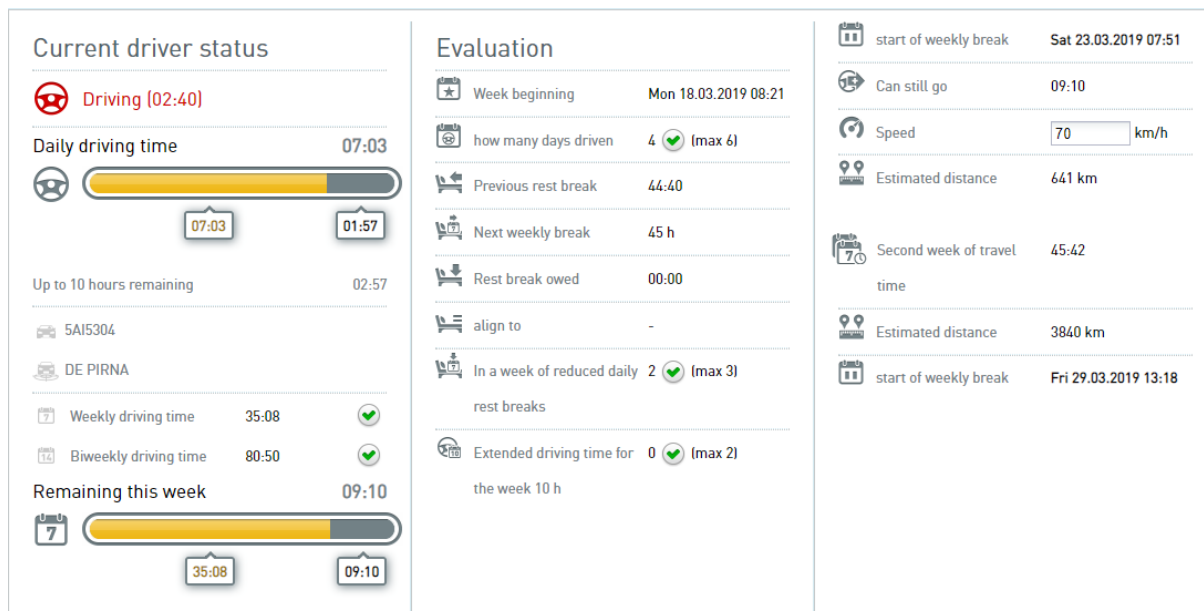 Current driver status
Driving (02:40)
Daily driving time 07:03
07:03 01:57
Up to 10 hours remaining 02:57
5AI5304
DE PIRNA
7 Weekly driving time 35:08
14 Biweekly driving time 80:50
Remaining this week 09:10
7
35:08 09:10
Evaluation
Week beginning Mon 18.03.2019 08:21
how many days driven 4 (max 6)
Previous rest break 44:40
7 Next weekly break 45 h
Rest break owed 00:00
align to -
7 In a week of reduced daily 2 (max 3)
rest breaks
10 Extended driving time for 0 (max 2)
the week 10 h
start of weekly break Sat 23.03.2019 07:51
Can still go 09:10
Speed 70 km/h
Estimated distance 641 km
7 Second week of travel 45:42
time
Estimated distance 3840 km
start of weekly break Fri 29.03.2019 13:18